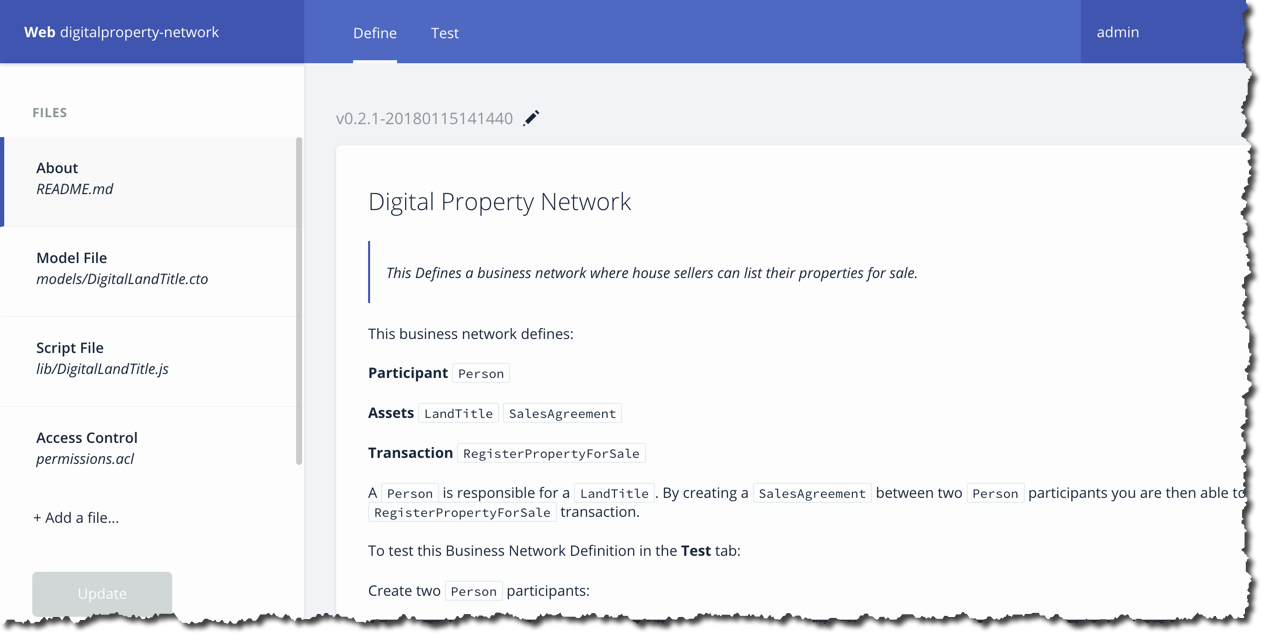 Web digitalproperty-network
Define
Test
admin
FILES
About
README.md
Model File
models/DigitalLandTitle.cto
Script File
lib/DigitalLandTitle.js
Access Control
permissions.acl
+ Add a file...
Update
v0.2.1-20180115141440
Digital Property Network
This Defines a business network where house sellers can list their properties for sale.
This business network defines:
Participant Person
Assets LandTitle SalesAgreement
Transaction RegisterPropertyForSale
A Person is responsible for a LandTitle. By creating a SalesAgreement between two Person participants you are then able to
RegisterPropertyForSale transaction.
To test this Business Network Definition in the Test tab:
Create two Person participants: